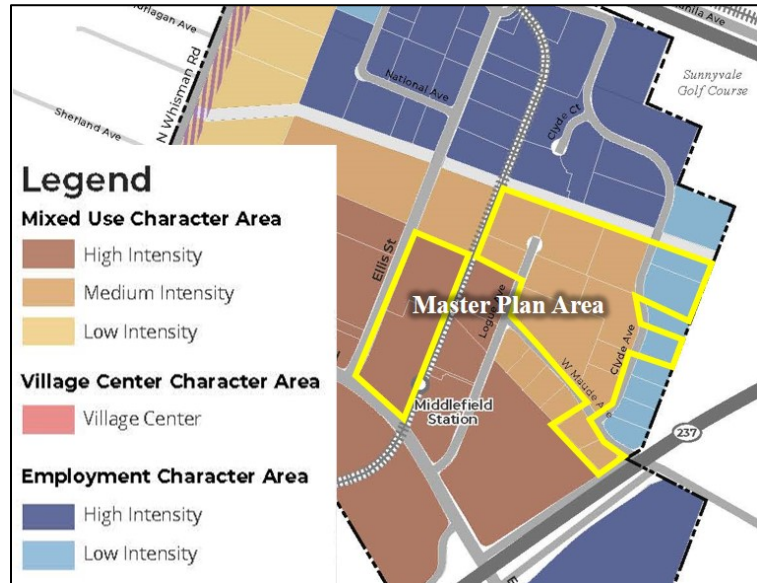 N Whisman Rd
Sherland Ave
National Ave
Clyde Ct
Sunnyvale
Golf Course
Legend
Mixed Use Character Area
High Intensity
Medium Intensity
Low Intensity
Village Center Character Area
Village Center
Employment Character Area
High Intensity
Low Intensity
Ellis St
Master Plan Area
Logue Ave
Clyde Ave
W Maude Ave
Middlefield
Station
237